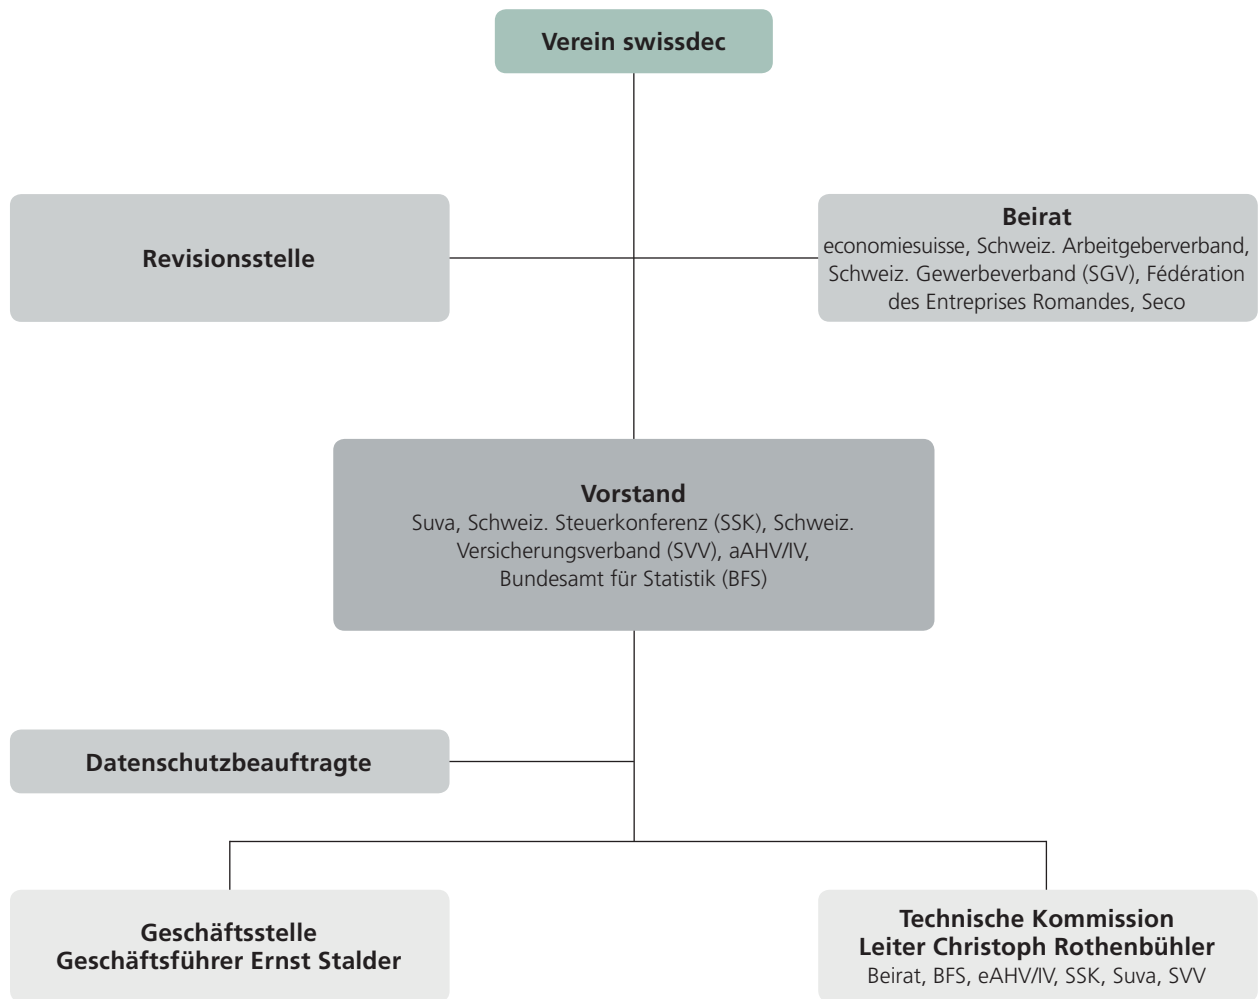 Verein swissdec
Revisionsstelle
Beirat
economiesuisse, Schweiz. Arbeitgeberverband,
Schweiz. Gewerbeverband (SGV), Fédération
des Entreprises Romandes, Seco
Vorstand
Suva, Schweiz. Steuerkonferenz (SSK), Schweiz.
Versicherungsverband (SVV), aAHV/IV,
Bundesamt für Statistik (BFS)
Datenschutzbeauftragte
Geschäftsstelle
Geschäftsführer Ernst Stalder
Technische Kommission
Leiter Christoph Rothenbühler
Beirat, BFS, eAHV/IV, SSK, Suva, SVV